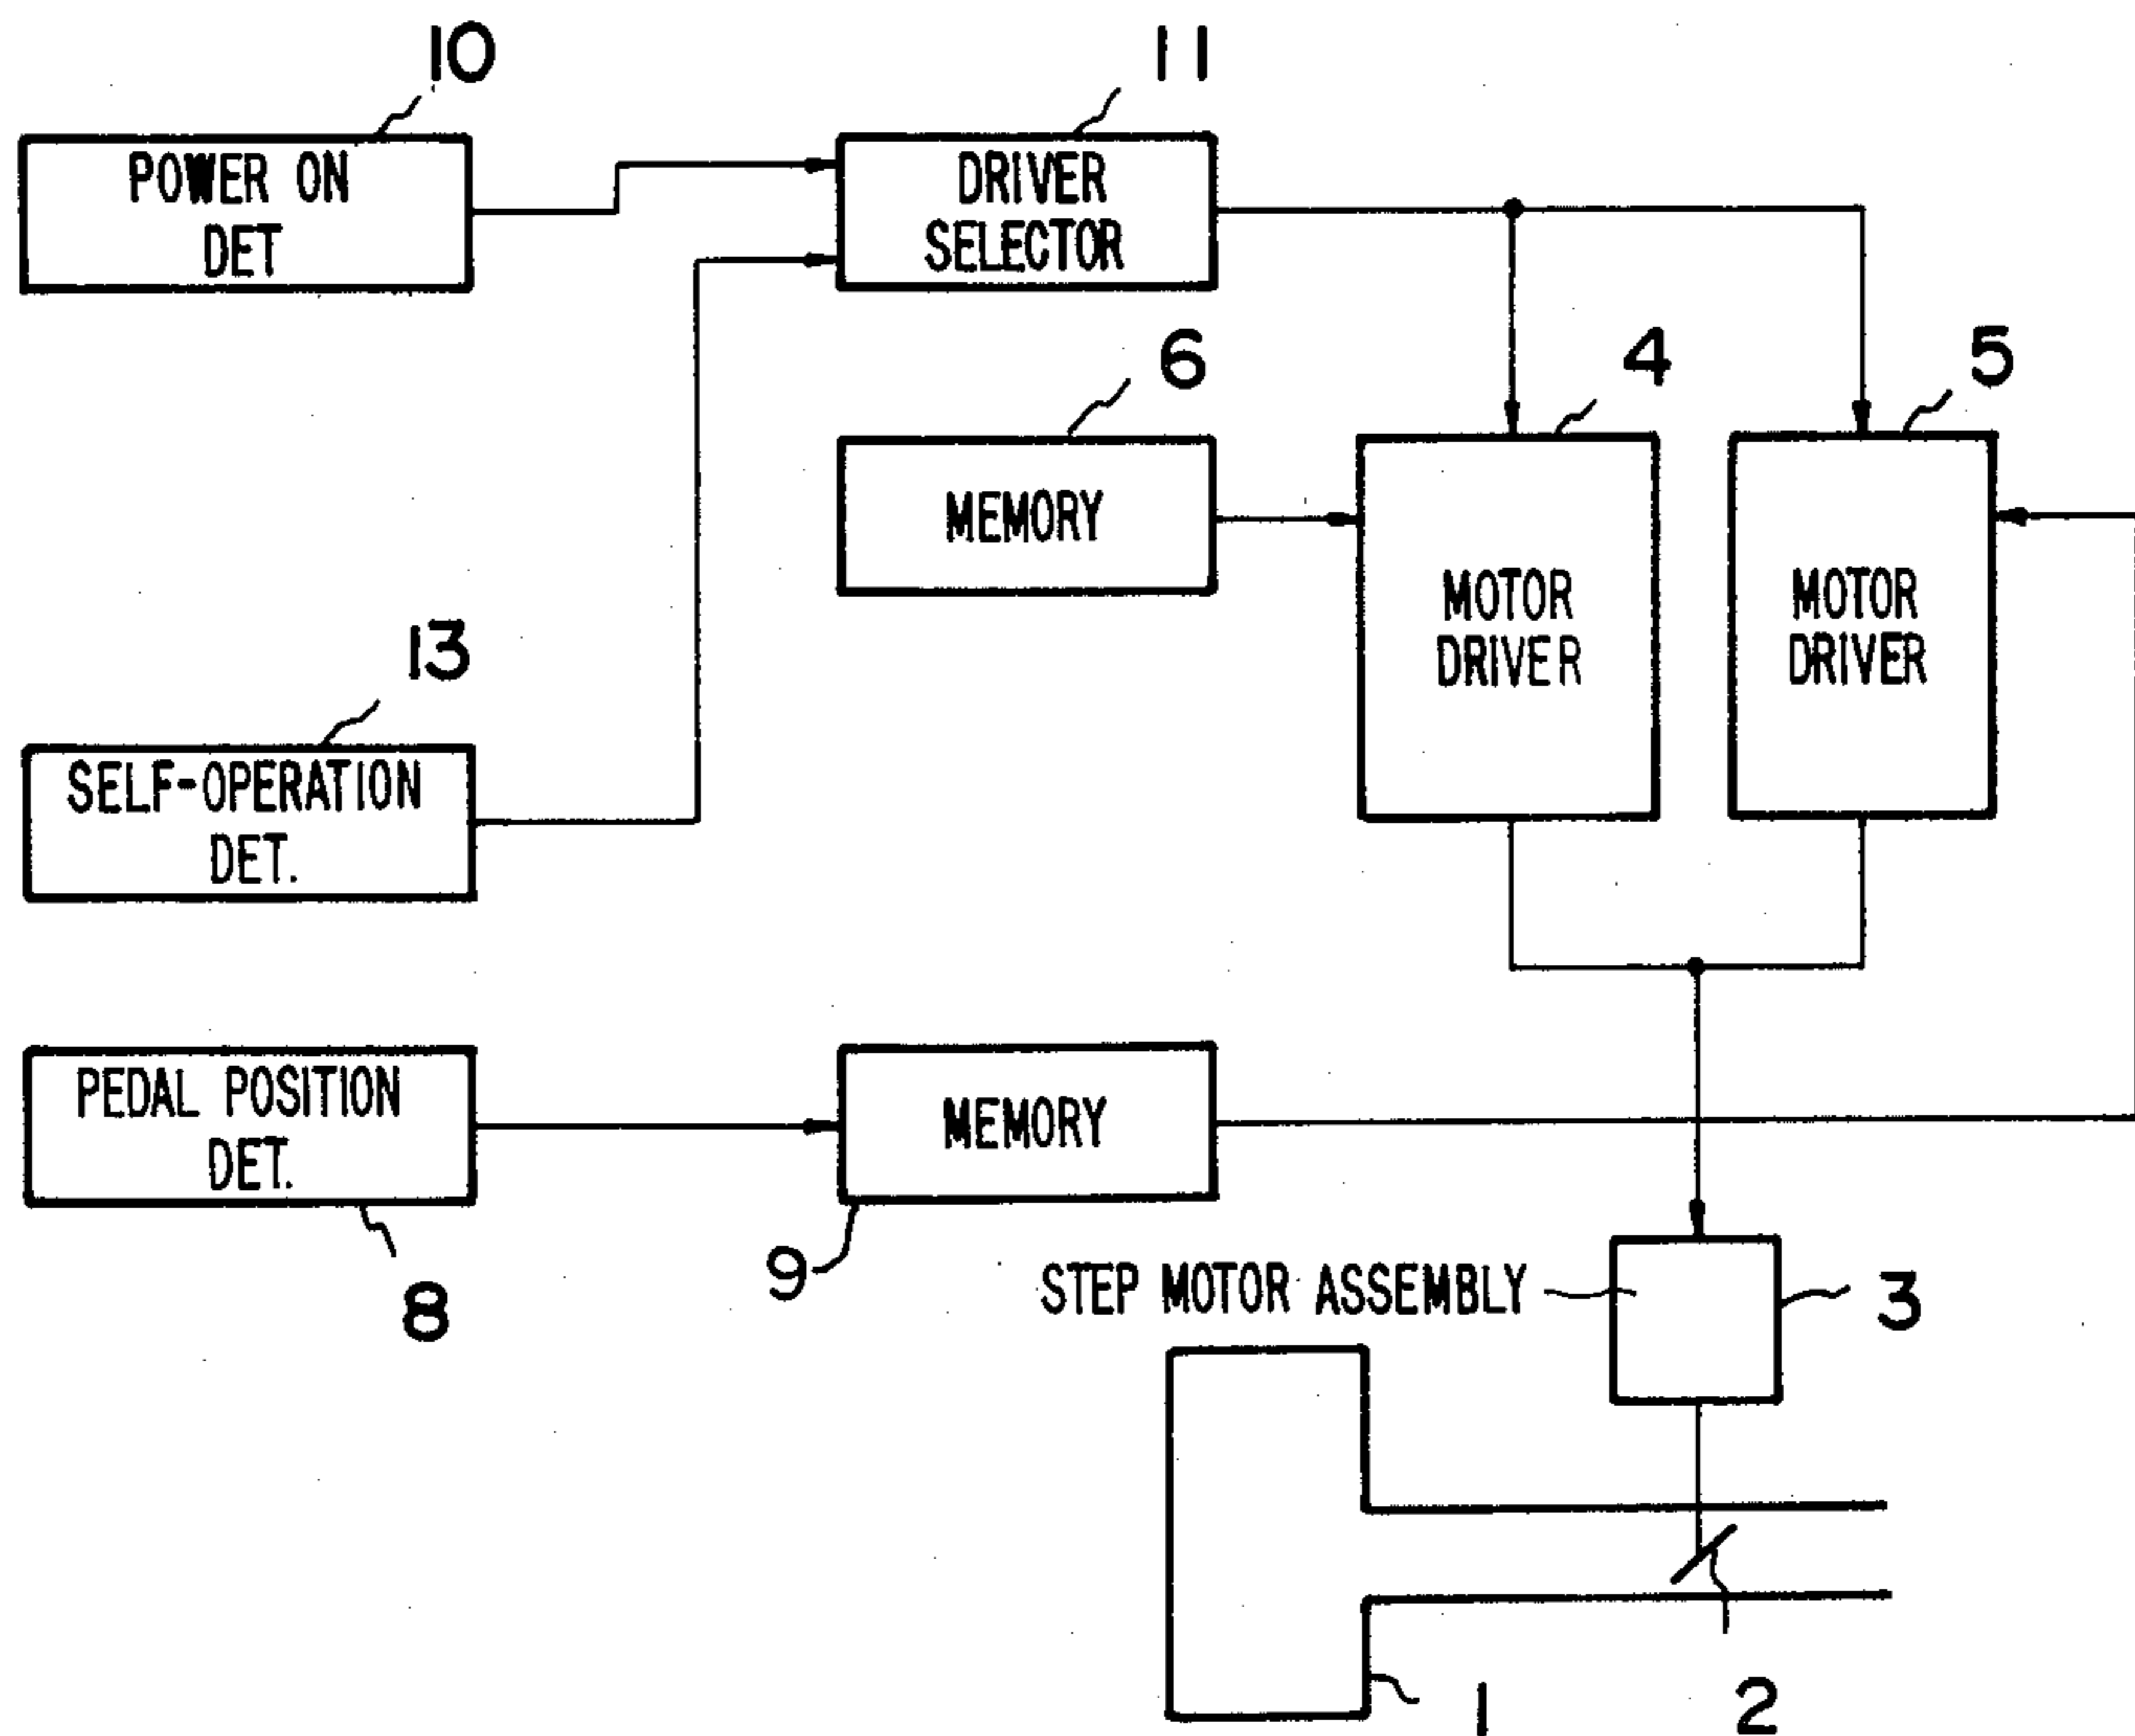 10
11
POWER ON
DET
DRIVER
SELECTOR
6
4
5
MEMORY
MOTOR
DRIVER
MOTOR
DRIVER
13
SELF-OPERATION
DET.
PEDAL POSITION
DET.
8
MEMORY
9
STEP MOTOR ASSEMBLY
3
1
2